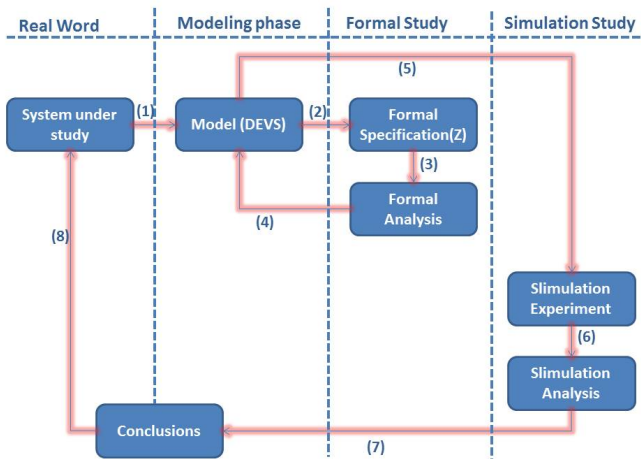 Real Word
Modeling phase
Formal Study
Simulation Study
(5)
System under
study
(1)
Model (DEVS)
(2)
Formal
Specification(Z)
(3)
Formal
Analysis
(4)
(8)
Slimulation
Experiment
(6)
Slimulation
Analysis
Conclusions
(7)